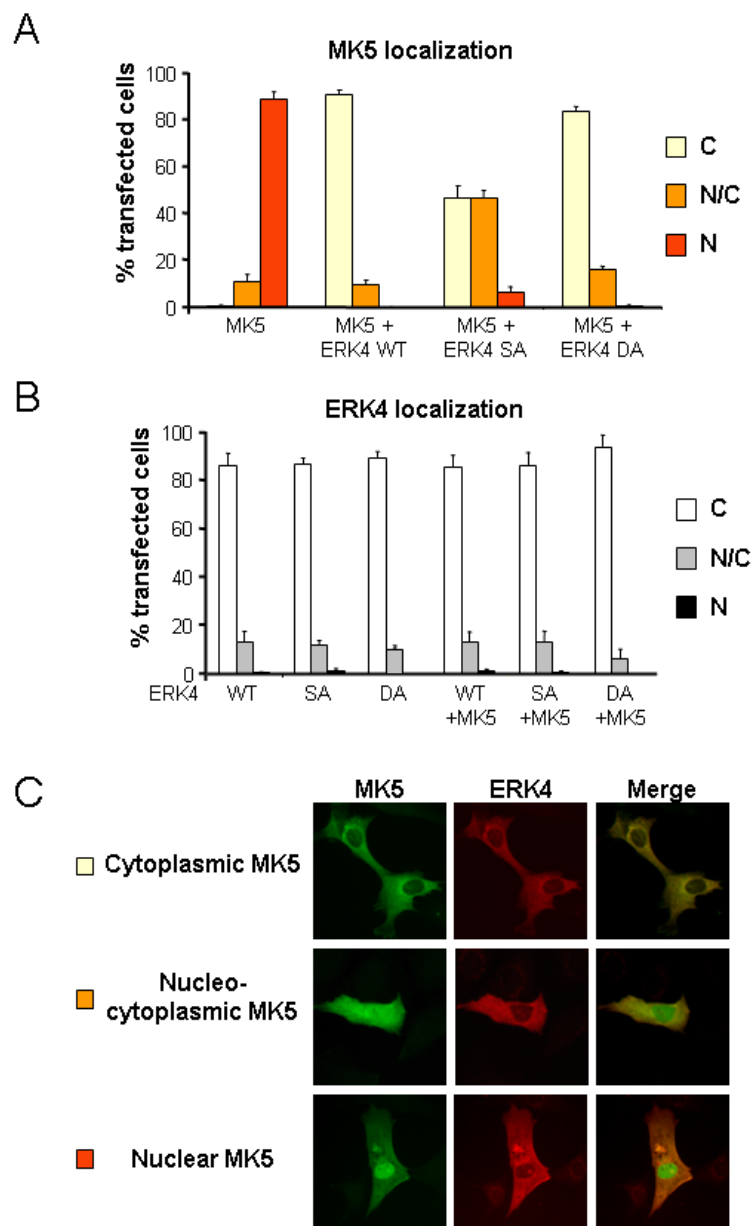 A
MK5 localization
% transfected cells
100
80
60
40
20
0
MK5
MK5 +
ERK4 WT
MK5 +
ERK4 SA
MK5 +
ERK4 DA
C
N/C
N
B
ERK4 localization
% transfected cells
100
80
60
40
20
0
ERK4
WT
SA
DA
WT
+MK5
SA
+MK5
DA
+MK5
C
N/C
N
C
MK5
ERK4
Merge
Cytoplasmic MK5
Nucleo-
cytoplasmic MK5
Nuclear MK5